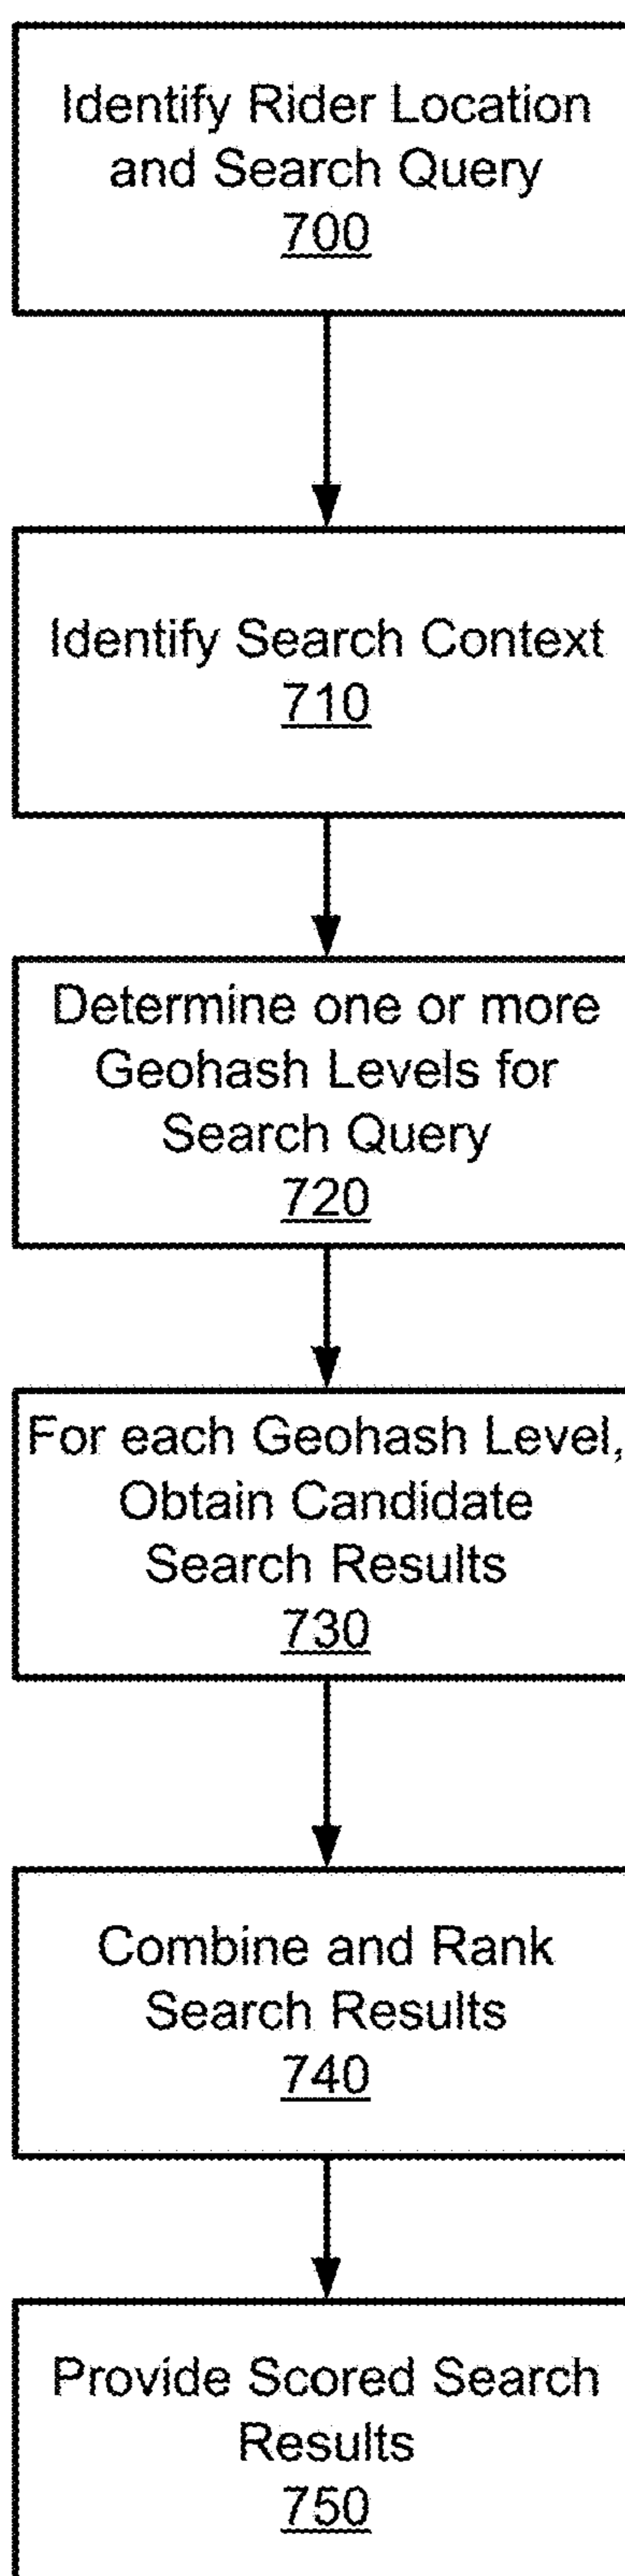 Identify Rider Location
and Search Query
700
Identify Search Context
710
Determine one or more
Geohash Levels for
Search Query
720
For each Geohash Level,
Obtain Candidate
Search Results
730
Combine and Rank
Search Results
740
Provide Scored Search
Results
750